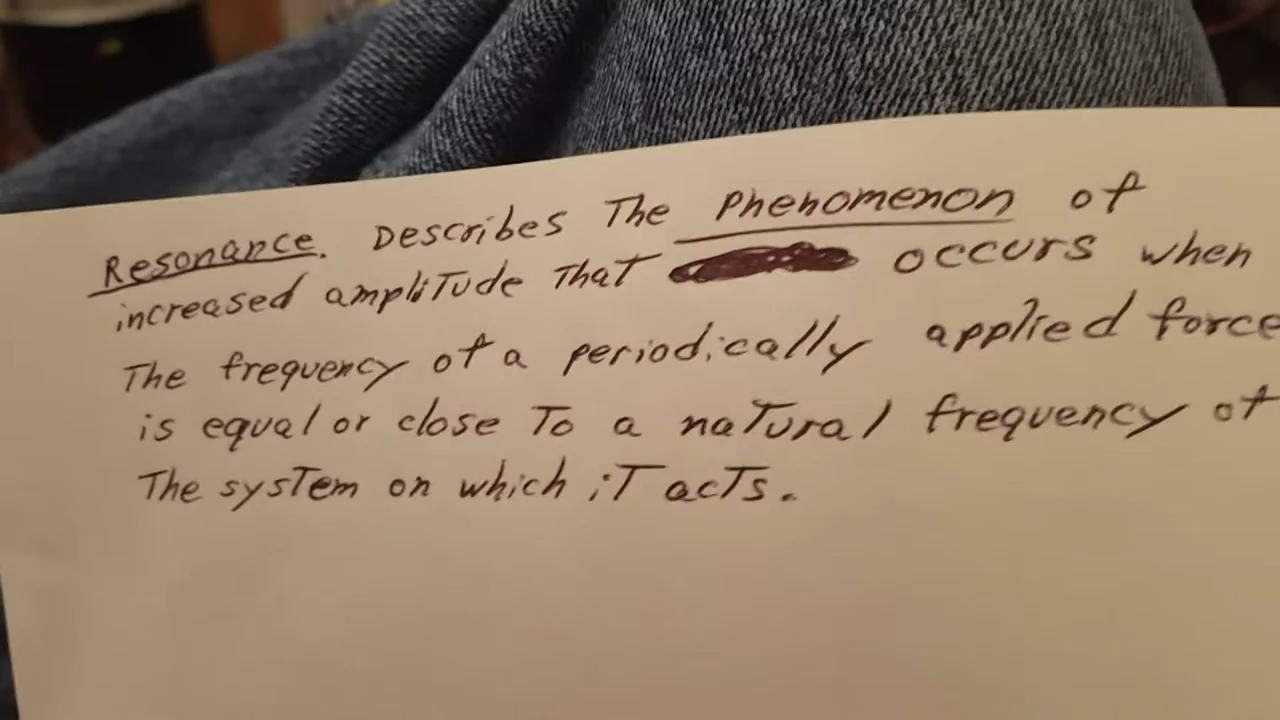 Resonance. Describes The Phenomenon of
increased ampliTude ThaT occurs when
The frequency of a periodically applied force
is equal or close To a naTural frequency of
The sysTem on which iT acTs.